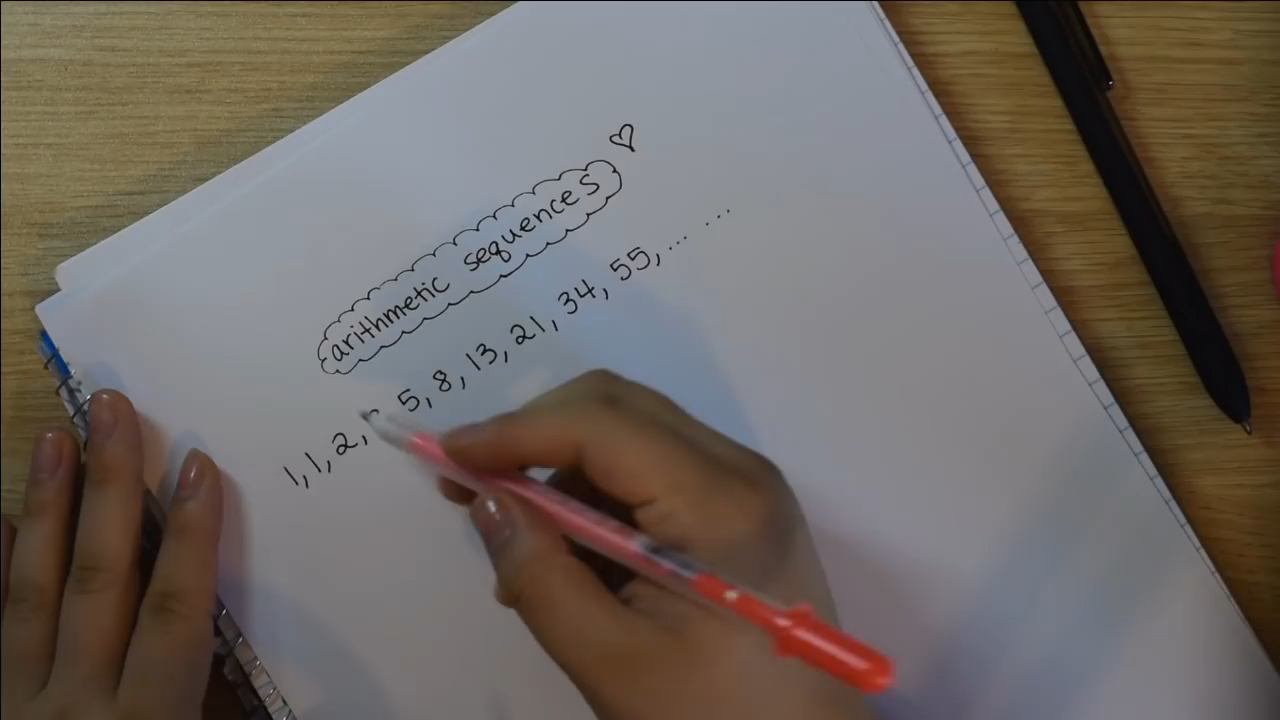 arithmetic sequences ♡
1, 1, 2, 5, 8, 13, 21, 34, 55, ... ...